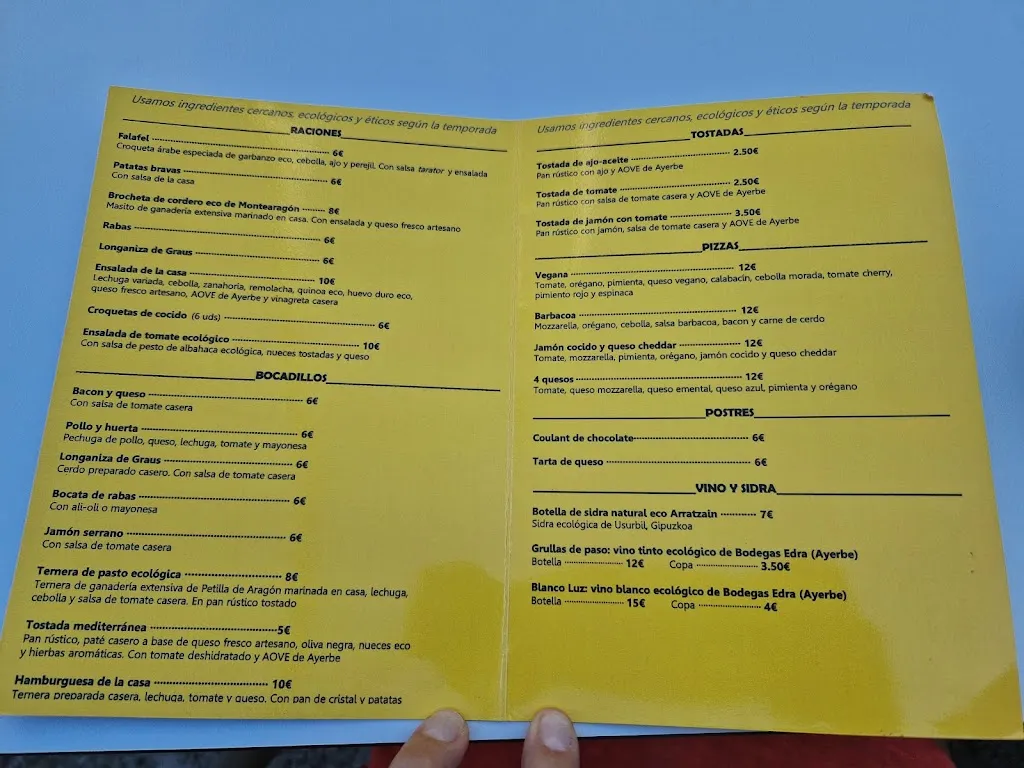 Usamos ingredientes cercanos, ecológicos y éticos según la temporada
RACIONES
Falafel 6€
Croqueta árabe especiada de garbanzo eco, cebolla, ajo y perejil. Con salsa tarator y ensalada
Patatas bravas 6€
Con salsa de la casa
Brocheta de cordero eco de Montearagón 8€
Masito de ganadería extensiva marinado en casa. Con ensalada y queso fresco artesano
Rabas 6€
Longaniza de Graus 6€
Ensalada de la casa 10€
Lechuga variada, cebolla, zanahoria, remolacha, quinoa eco, huevo duro eco,
queso fresco artesano, AOVE de Ayerbe y vinagreta casera
Croquetas de cocido (6 uds) 6€
Ensalada de tomate ecológico 10€
Con salsa de pesto de albahaca ecológica, nueces tostadas y queso
BOCADILLOS
Bacon y queso 6€
Con salsa de tomate casera
Pollo y huerta 6€
Pechuga de pollo, queso, lechuga, tomate y mayonesa
Longaniza de Graus 6€
Cerdo preparado casero. Con salsa de tomate casera
Bocata de rabas 6€
Con ali-oli o mayonesa
Jamón serrano 6€
Con salsa de tomate casera
Ternera de pasto ecológica 8€
Ternera de ganadería extensiva de Petilla de Aragón marinada en casa, lechuga,
cebolla y salsa de tomate casera. En pan rústico tostado
Tostada mediterránea 5€
Pan rústico, paté casero a base de queso fresco artesano, oliva negra, nueces eco
y hierbas aromáticas. Con tomate deshidratado y AOVE de Ayerbe
Hamburguesa de la casa 10€
Ternera preparada casera, lechuga, tomate y queso. Con pan de cristal y patatas
Usamos ingredientes cercanos, ecológicos y éticos según la temporada
TOSTADAS
Tostada de ajo-aceite 2.50€
Pan rústico con ajo y AOVE de Ayerbe
Tostada de tomate 2.50€
Pan rústico con salsa de tomate casera y AOVE de Ayerbe
Tostada de jamón con tomate 3.50€
Pan rústico con jamón, salsa de tomate casera y AOVE de Ayerbe
PIZZAS
Vegana 12€
Tomate, orégano, pimienta, queso vegano, calabacín, cebolla morada, tomate cherry,
pimiento rojo y espinaca
Barbacoa 12€
Mozzarella, orégano, cebolla, salsa barbacoa, bacon y carne de cerdo
Jamón cocido y queso cheddar 12€
Tomate, mozzarella, pimienta, orégano, jamón cocido y queso cheddar
4 quesos 12€
Tomate, queso mozzarella, queso emental, queso azul, pimienta y orégano
POSTRES
Coulant de chocolate 6€
Tarta de queso 6€
VINO Y SIDRA
Botella de sidra natural eco Arratzain 7€
Sidra ecológica de Usurbil, Gipuzkoa
Grullas de paso: vino tinto ecológico de Bodegas Edra (Ayerbe)
Botella 12€ Copa 3.50€
Blanco Luz: vino blanco ecológico de Bodegas Edra (Ayerbe)
Botella 15€ Copa 4€